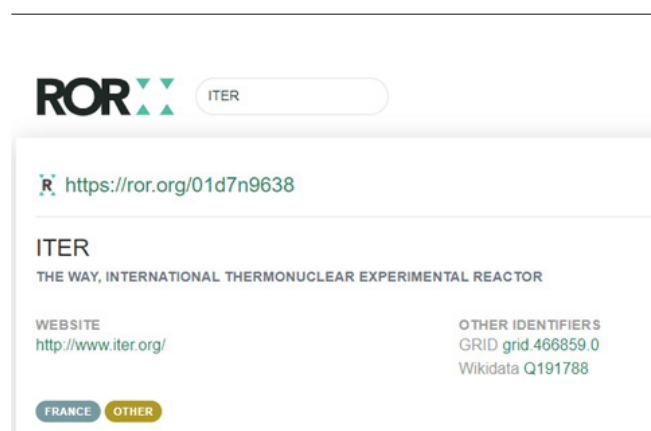 ROR ITER
R https://ror.org/01d7n9638
ITER
THE WAY, INTERNATIONAL THERMONUCLEAR EXPERIMENTAL REACTOR
WEBSITE
http://www.iter.org/
OTHER IDENTIFIERS
GRID grid.466859.0
Wikidata Q191788
FRANCE OTHER